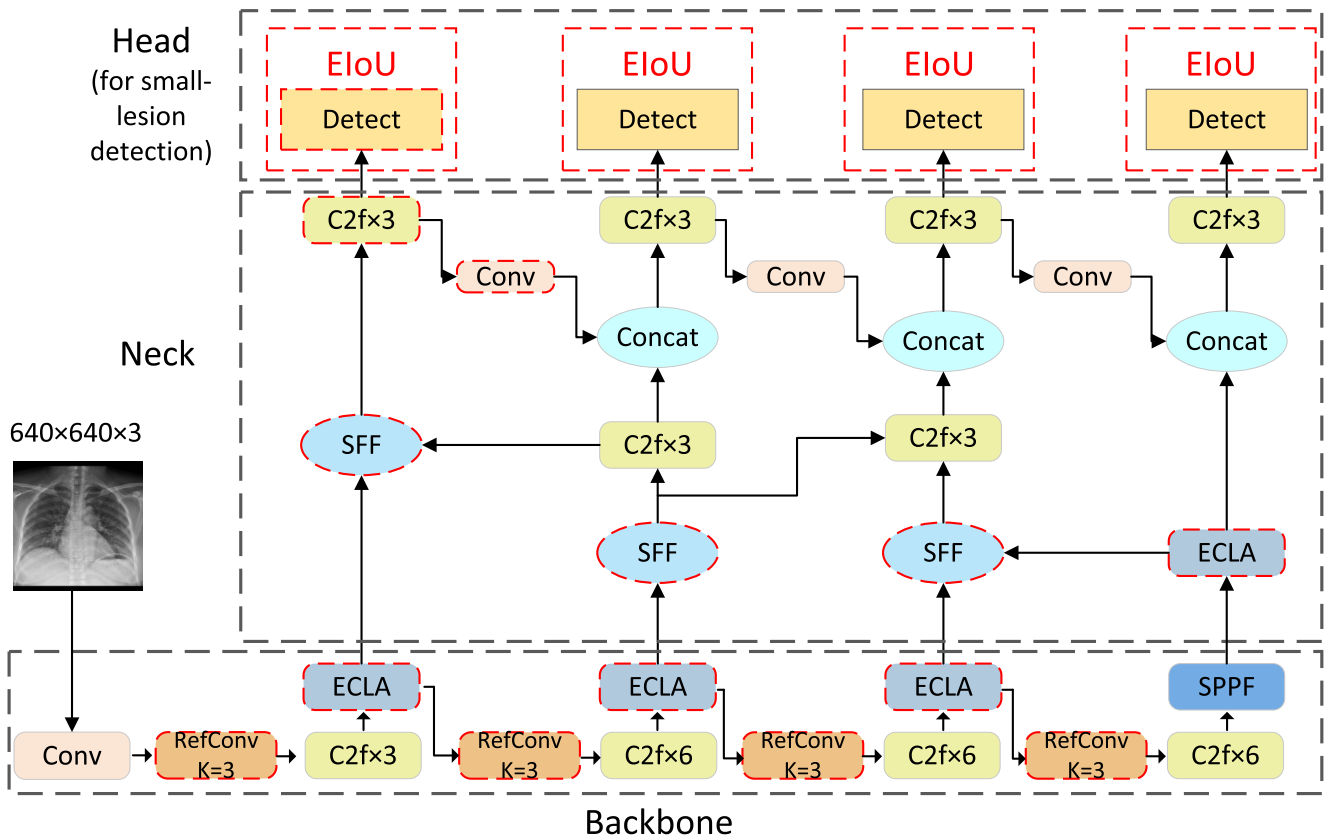 Head
(for small-
lesion
detection)
EIoU
EIoU
EIoU
EIoU
Detect
Detect
Detect
Detect
C2f×3
C2f×3
C2f×3
C2f×3
Conv
Conv
Conv
Concat
Concat
Concat
Neck
640×640×3
SFF
C2f×3
C2f×3
SFF
SFF
ECLA
ECLA
ECLA
ECLA
SPPF
Conv
RefConv
K=3
C2f×3
RefConv
K=3
C2f×6
RefConv
K=3
C2f×6
RefConv
K=3
C2f×6
Backbone